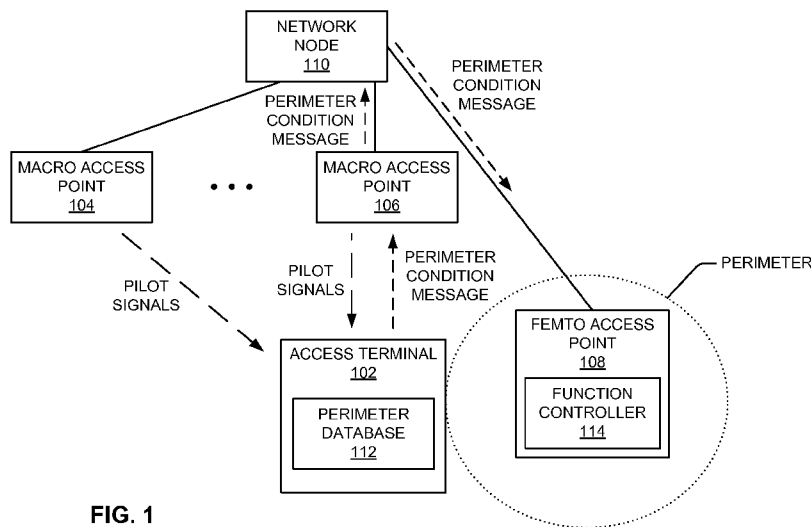 NETWORK
NODE
110
PERIMETER
CONDITION
MESSAGE
PERIMETER
CONDITION
MESSAGE
MACRO ACCESS
POINT
104
MACRO ACCESS
POINT
106
PILOT
SIGNALS
PILOT
SIGNALS
PERIMETER
CONDITION
MESSAGE
PERIMETER
ACCESS TERMINAL
102
PERIMETER
DATABASE
112
FEMTO ACCESS
POINT
108
FUNCTION
CONTROLLER
114
FIG. 1